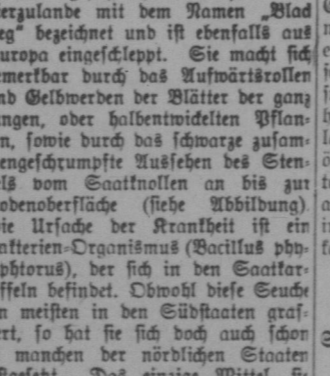 erzulande mit dem Namen „Blad
eg" bezeichnet und iſt ebenfalls aus
uropa eingeſchleppt. Sie macht ſich
emerkbar durch das Aufwärtsrollen
nd Gelbwerden der Blätter der ganz
ungen, oder halbentwickelten Pflan-
n, ſowie durch das ſchwarze zuſam-
engeſchrumpfte Ausſehen des Sten-
els vom Saatknollen an bis zur
odenoberfläche (ſiehe Abbildung).
ie Urſache der Krankheit iſt ein
akterien-Organismus (Bacillus phy-
phtorus), der ſich in den Saatkar-
ffeln befindet. Obwohl dieſe Seuche
n meiſten in den Südſtaaten graſ-
ert, ſo hat ſie ſich doch auch ſchon
manchen der nördlichen Staaten
Das einzige Mittel